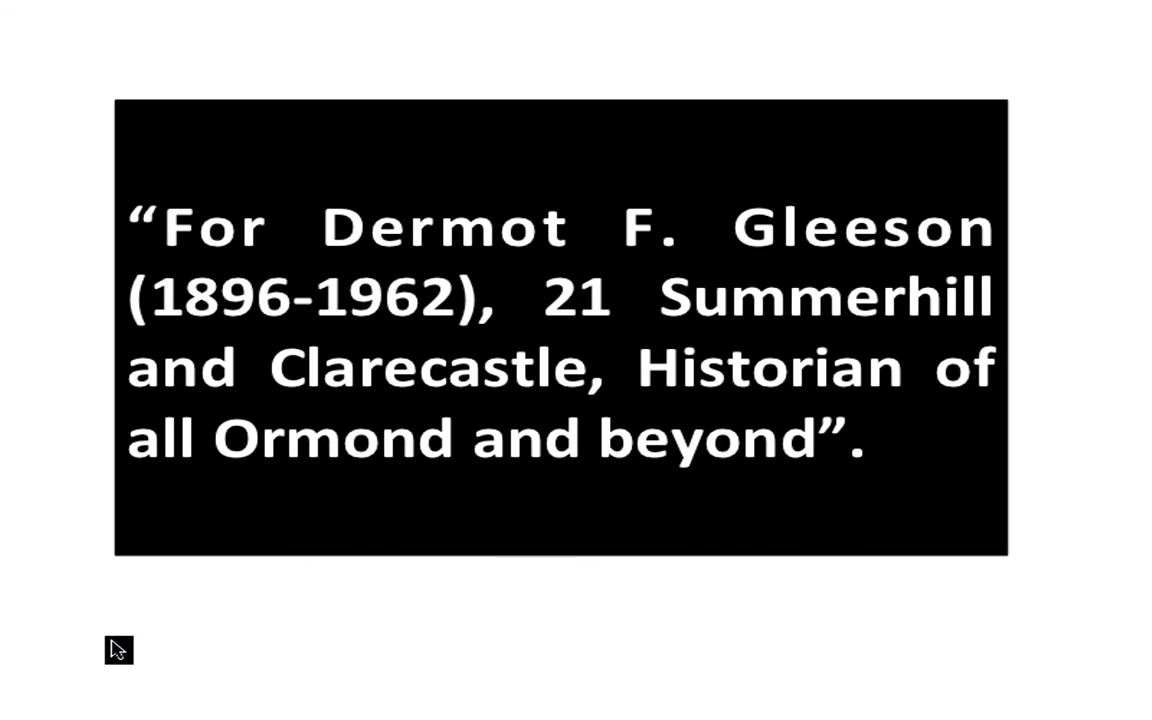 “For Dermot F. Gleeson
(1896-1962), 21 Summerhill
and Clarecastle, Historian of
all Ormond and beyond”.